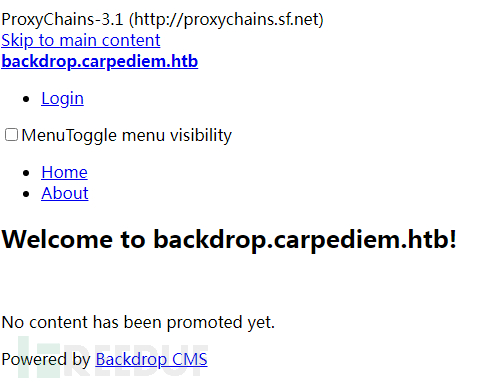 ProxyChains-3.1 (http://proxychains.sf.net)
Skip to main content
backdrop.carpediem.htb
Login
MenuToggle menu visibility
Home
About
Welcome to backdrop.carpediem.htb!
No content has been promoted yet.
Powered by Backdrop CMS
REEBUF